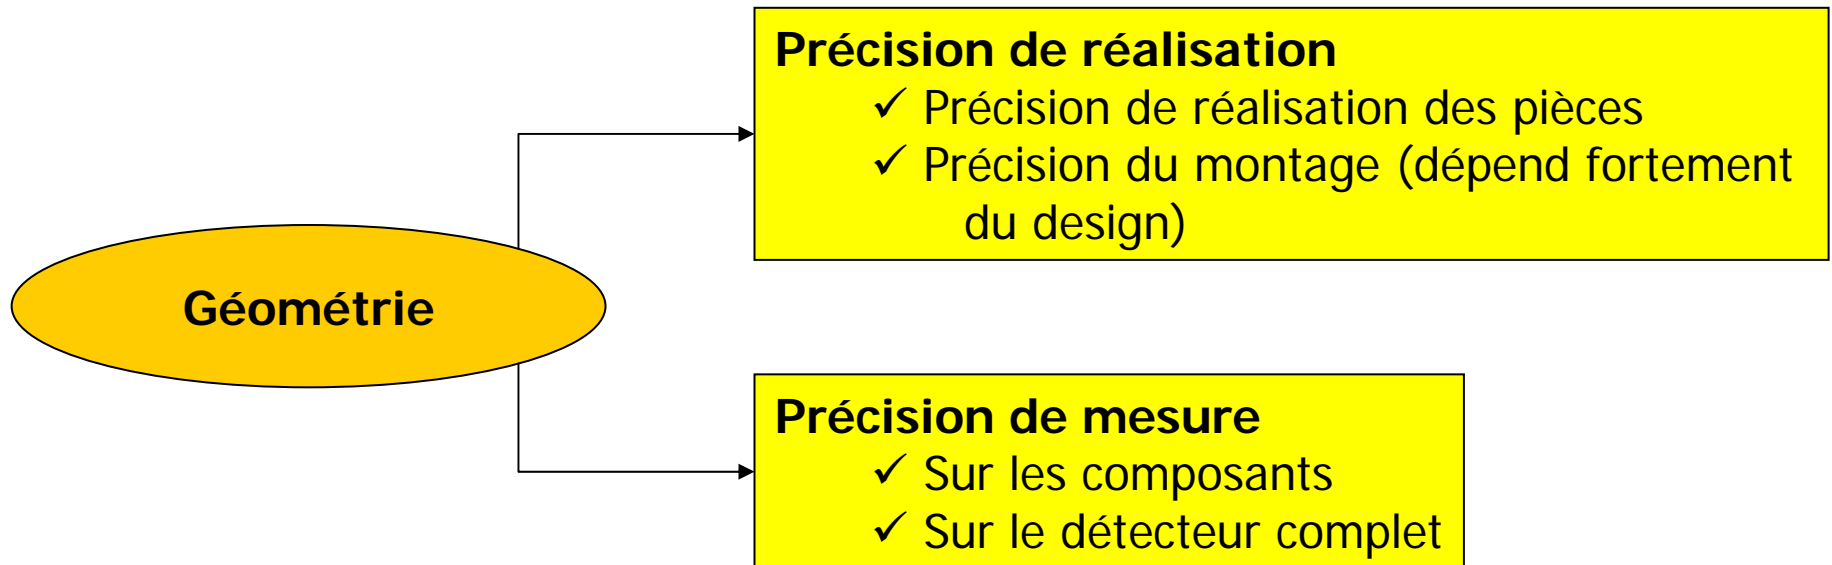 Précision de réalisation
✓ Précision de réalisation des pièces
✓ Précision du montage (dépend fortement
du design)
Géométrie
Précision de mesure
✓ Sur les composants
✓ Sur le détecteur complet